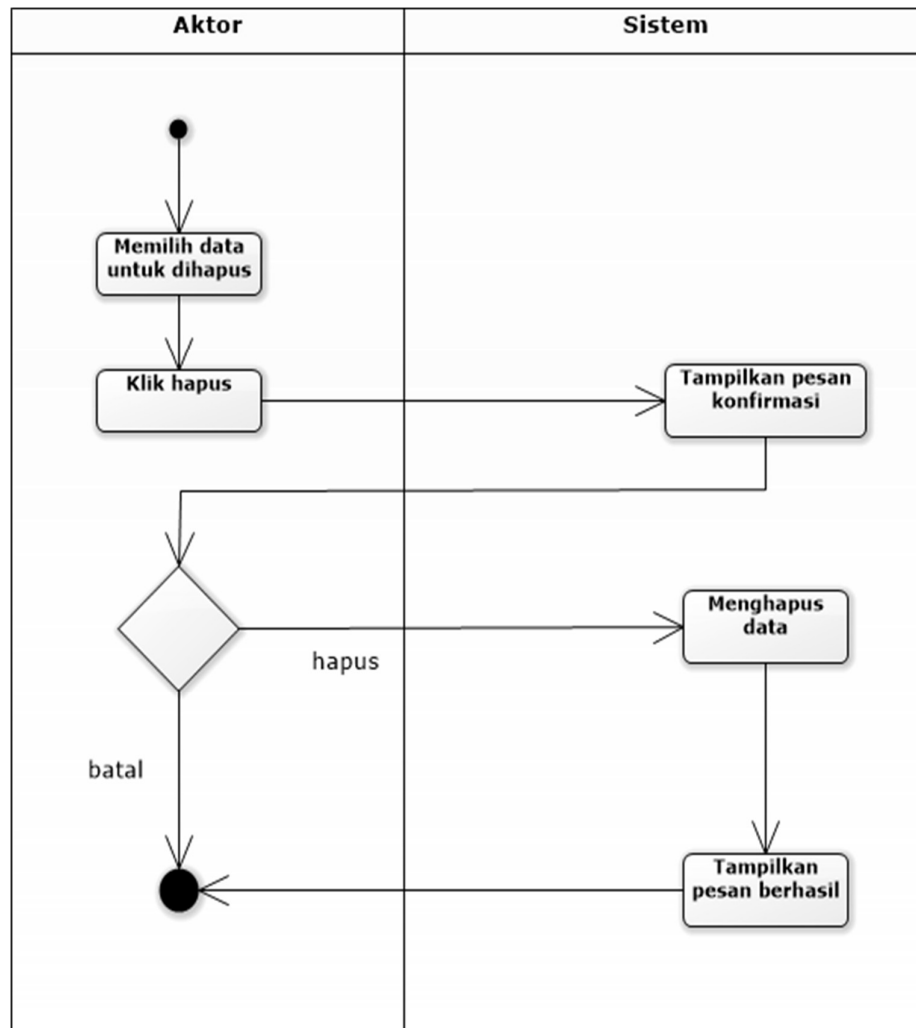 Aktor
Sistem
Memilih data
untuk dihapus
Klik hapus
Tampilkan pesan
konfirmasi
hapus
Menghapus
data
batal
Tampilkan
pesan berhasil